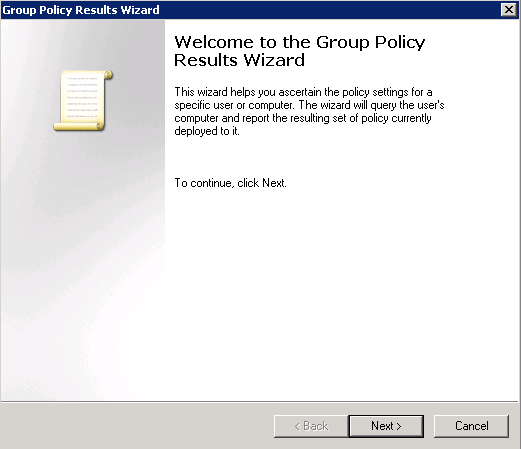 Group Policy Results Wizard
Welcome to the Group Policy
Results Wizard
This wizard helps you ascertain the policy settings for a
specific user or computer. The wizard will query the user's
computer and report the resulting set of policy currently
deployed to it.
To continue, click Next.
< Back
Next >
Cancel